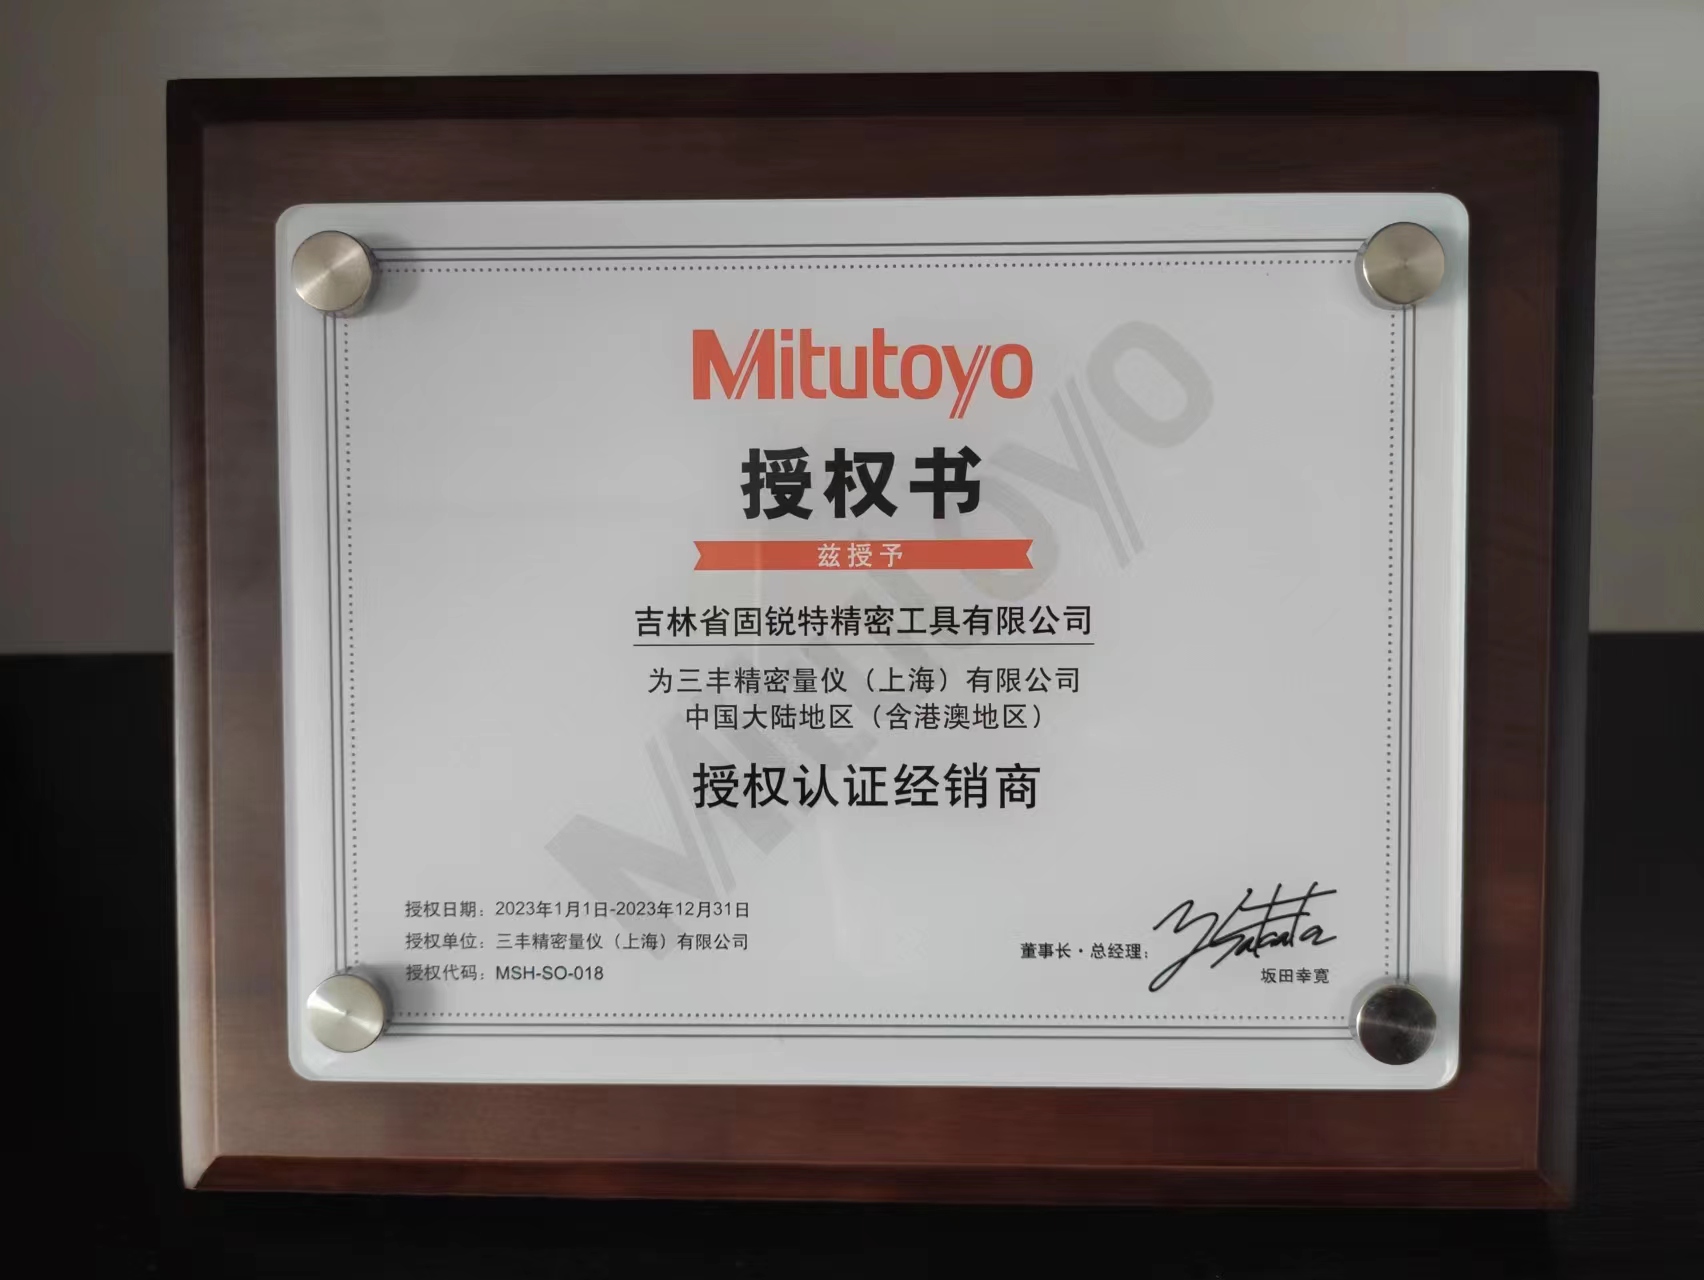 Mitutoyo
授权书
兹授予
吉林省固锐特精密工具有限公司
为三丰精密量仪（上海）有限公司
中国大陆地区（含港澳地区）
授权认证经销商
授权日期：2023年1月1日-2023年12月31日
授权单位：三丰精密量仪（上海）有限公司
授权代码：MSH-SO-018
董事长·总经理：
Y Sakata
坂田幸寛
Mitutoyo